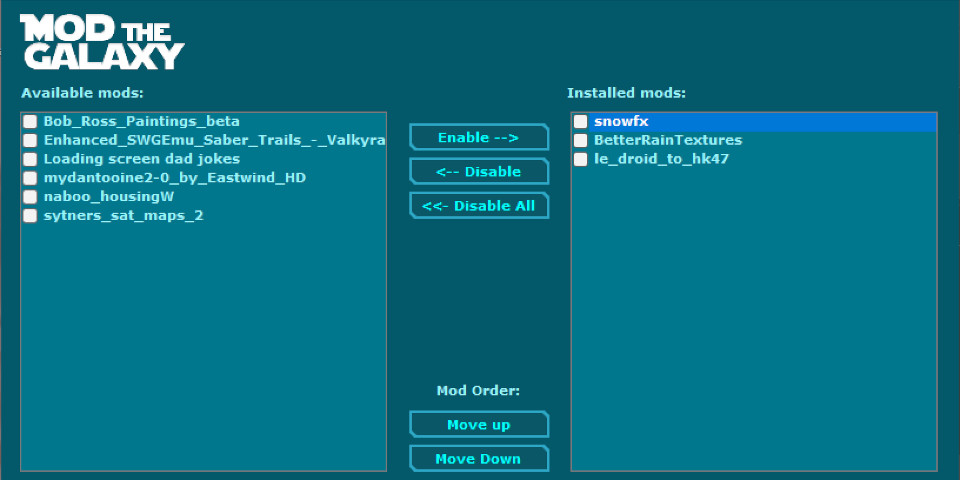 MOD THE
GALAXY
Available mods:
Bob_Ross_Paintings_beta
Enhanced_SWGEmu_Saber_Trails_-_Valkyra
Loading screen dad jokes
mydantooine2-0_by_Eastwind_HD
naboo_housingW
sytners_sat_maps_2
Enable -->
<-- Disable
<<- Disable All
Mod Order:
Move up
Move Down
Installed mods:
snowfx
BetterRainTextures
le_droid_to_hk47